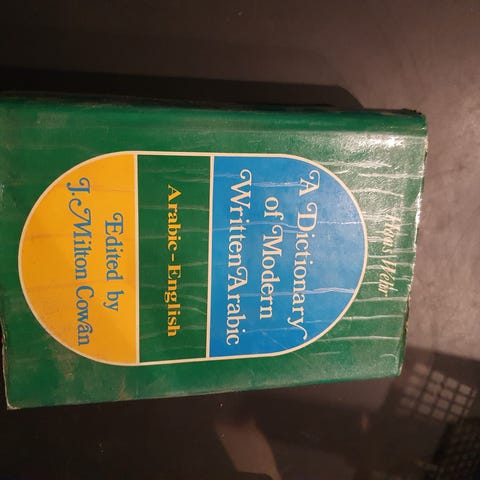 Hans Wehr
A Dictionary
of Modern
Written Arabic
Arabic-English
Edited by
J. Milton Cowan